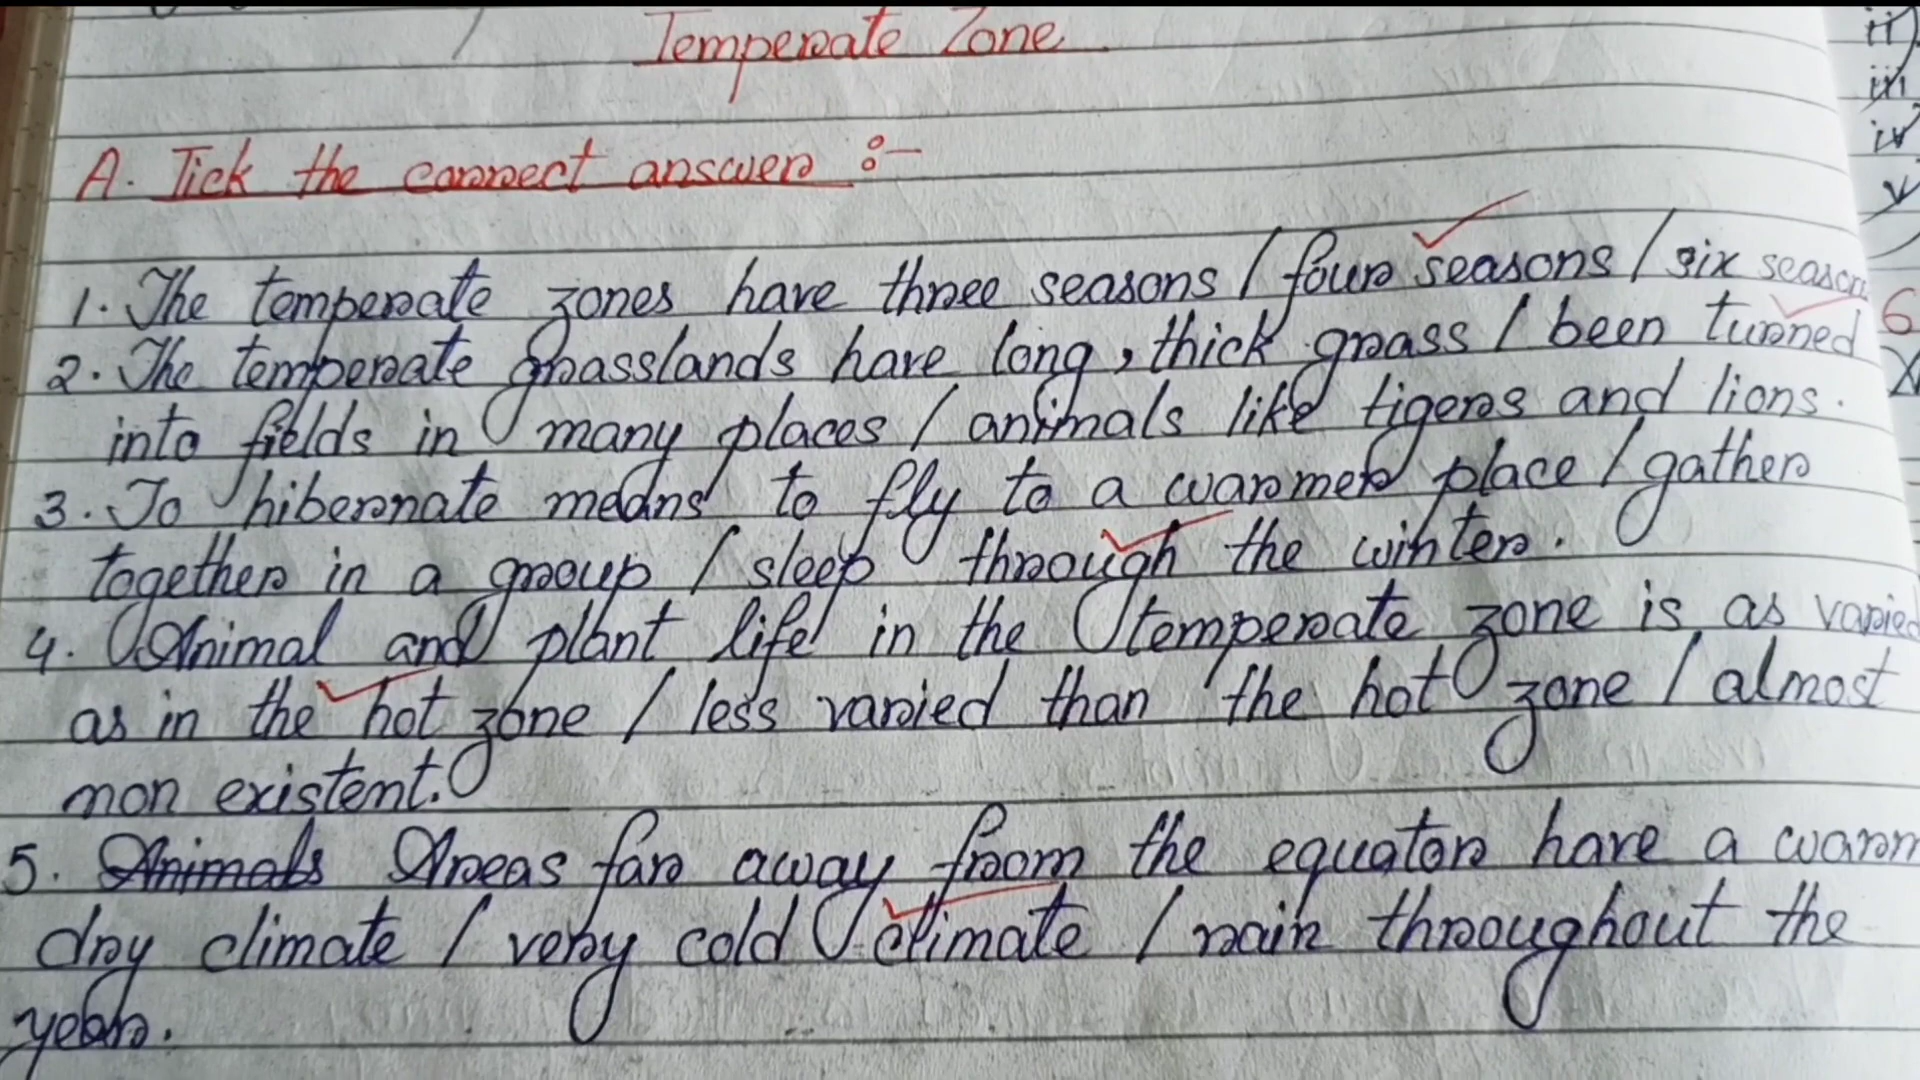 Temperate Zone
A. Tick the correct answer :-
1. The temperate zones have three seasons / four seasons / six season
2. The temperate grasslands have long, thick grass / been turned
into fields in many places / animals like tigers and lions.
3. To hibernate means to fly to a warmer place / gather
together in a group / sleep through the winter.
4. Animal and plant life in the temperate zone is as varied
as in the hot zone / less varied than the hot zone / almost
non existent.
5. Animals Areas far away from the equator have a warm
dry climate / very cold climate / rain throughout the
year.
ii)
iii
iv
v
6